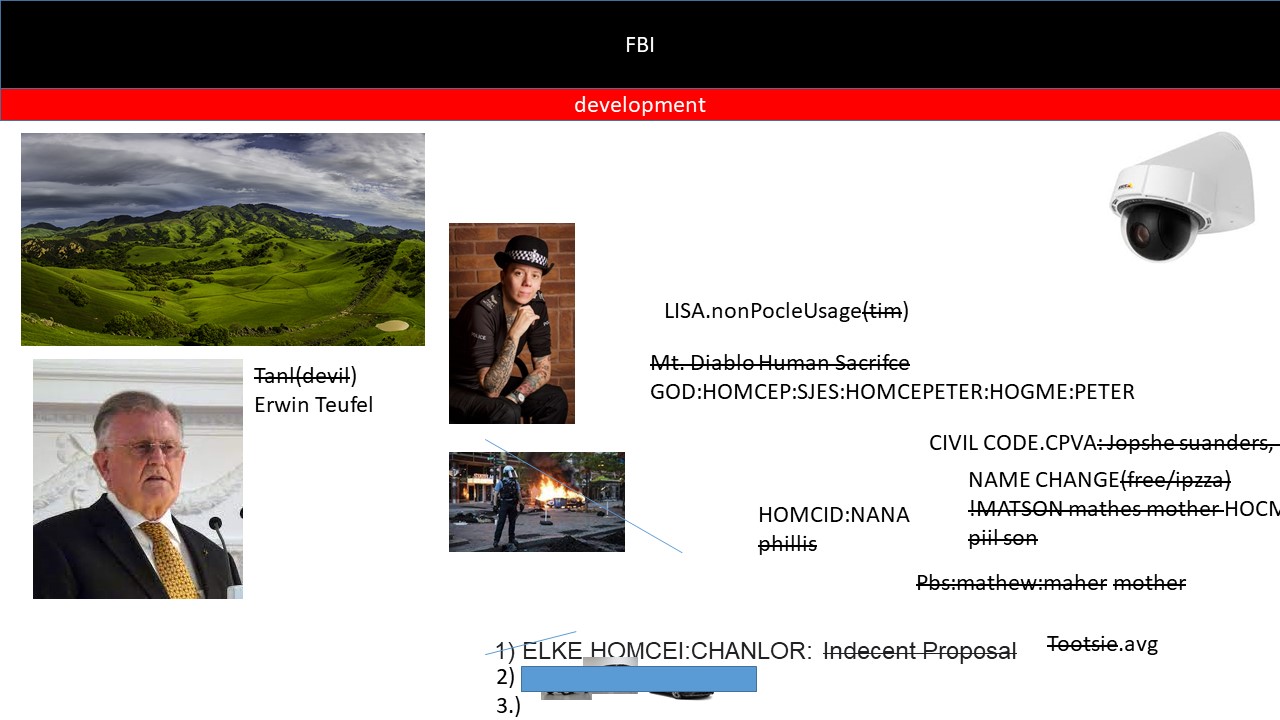 FBI
development
LISA.nonPocleUsage(tim)
Mt. Diablo Human Sacrifce
GOD:HOMCEP:SJES:HOMCEPETER:HOGME:PETER
Tanl(devil)
Erwin Teufel
CIVIL CODE.CPVA: Jopshe suanders,
NAME CHANGE(free/ipzza)
!MATSON mathes mother HOCM
piil son
HOMCID:NANA
phillis
Pbs:mathew:maher mother
1) ELKE HOMCEI:CHANLOR: Indecent Proposal
Tootsie.avg
2)
3.)